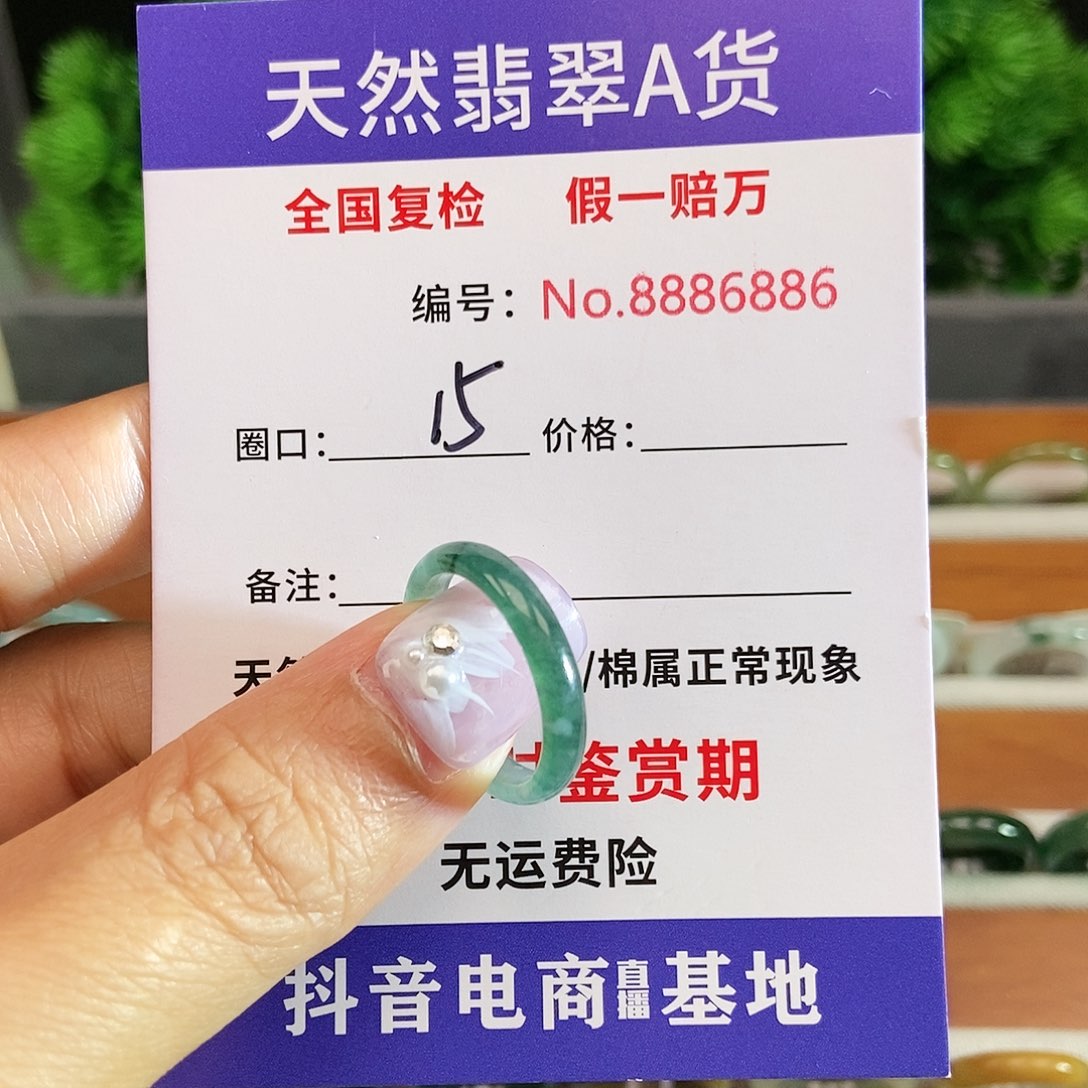 天然翡翠A货
全国复检 假一赔万
编号：No.8886886
圈口：15 价格：
备注：
天 /棉属正常现象
鉴赏期
无运费险
抖音电商直播基地